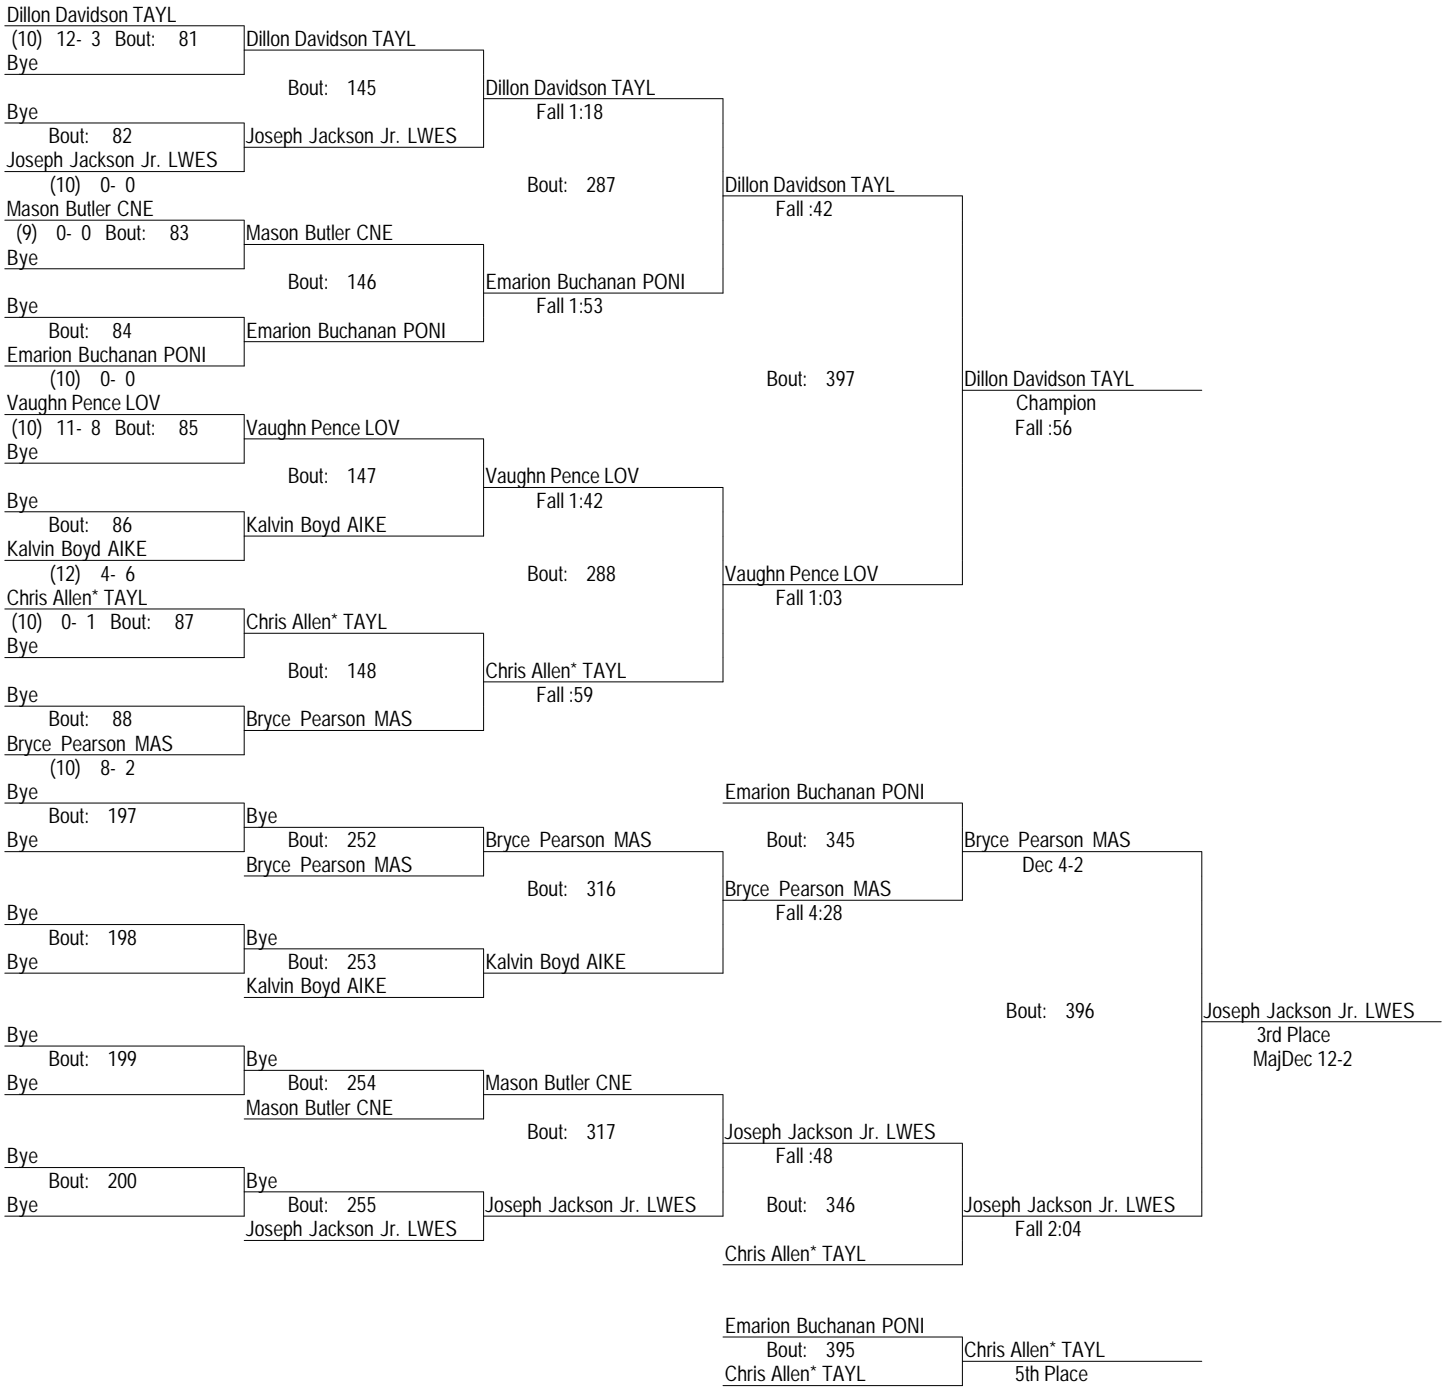 Dillon Davidson TAYL
(10) 12- 3 Bout: 81
Dillon Davidson TAYL
Bye
Bout: 145
Dillon Davidson TAYL
Bye
Fall 1:18
Bout: 82
Joseph Jackson Jr. LWES
Joseph Jackson Jr. LWES
(10) 0- 0
Bout: 287
Dillon Davidson TAYL
Mason Butler CNE
Fall :42
(9) 0- 0 Bout: 83
Mason Butler CNE
Bye
Bout: 146
Emarion Buchanan PONI
Bye
Fall 1:53
Bout: 84
Emarion Buchanan PONI
Emarion Buchanan PONI
(10) 0- 0
Bout: 397
Dillon Davidson TAYL
Vaughn Pence LOV
Champion
(10) 11- 8 Bout: 85
Vaughn Pence LOV
Fall :56
Bye
Bout: 147
Vaughn Pence LOV
Bye
Fall 1:42
Bout: 86
Kalvin Boyd AIKE
Kalvin Boyd AIKE
(12) 4- 6
Bout: 288
Vaughn Pence LOV
Chris Allen* TAYL
Fall 1:03
(10) 0- 1 Bout: 87
Chris Allen* TAYL
Bye
Bout: 148
Chris Allen* TAYL
Bye
Fall :59
Bout: 88
Bryce Pearson MAS
Bryce Pearson MAS
(10) 8- 2
Bye
Emarion Buchanan PONI
Bout: 197
Bye
Bye
Bout: 252
Bryce Pearson MAS
Bout: 345
Bryce Pearson MAS
Bryce Pearson MAS
Dec 4-2
Bout: 316
Bryce Pearson MAS
Bye
Fall 4:28
Bout: 198
Bye
Bye
Bout: 253
Kalvin Boyd AIKE
Kalvin Boyd AIKE
Bout: 396
Joseph Jackson Jr. LWES
Bye
3rd Place
Bout: 199
Bye
MajDec 12-2
Bye
Bout: 254
Mason Butler CNE
Mason Butler CNE
Bout: 317
Joseph Jackson Jr. LWES
Bye
Fall :48
Bout: 200
Bye
Bye
Bout: 255
Joseph Jackson Jr. LWES
Bout: 346
Joseph Jackson Jr. LWES
Joseph Jackson Jr. LWES
Fall 2:04
Chris Allen* TAYL
Emarion Buchanan PONI
Bout: 395
Chris Allen* TAYL
Chris Allen* TAYL
5th Place